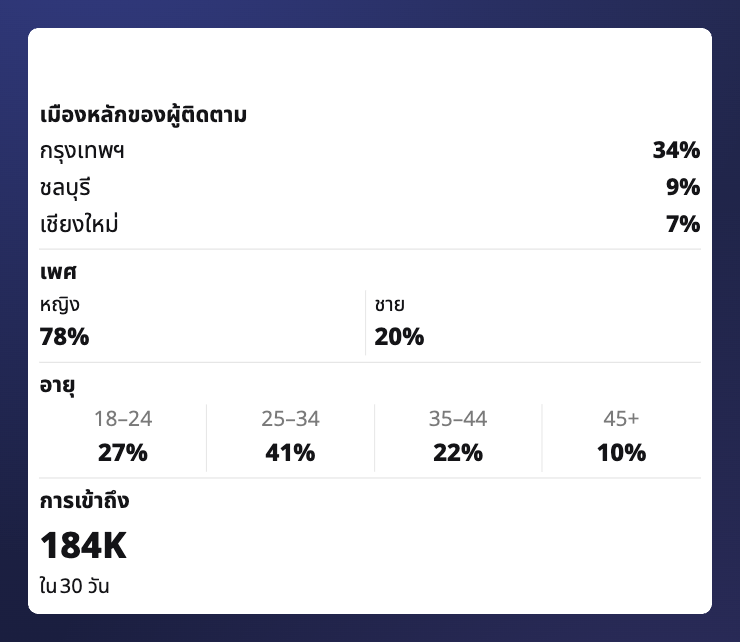 เมืองหลักของผู้ติดตาม
กรุงเทพฯ 34%
ชลบุรี 9%
เชียงใหม่ 7%
เพศ
หญิง ชาย
78% 20%
อายุ
18–24 25–34 35–44 45+
27% 41% 22% 10%
การเข้าถึง
184K
ใน 30 วัน